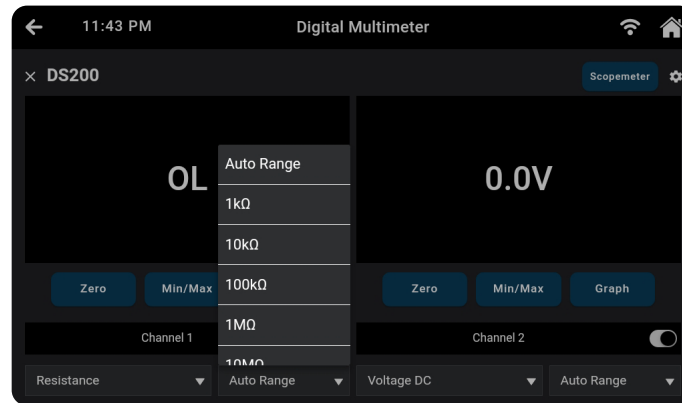 11:43 PM Digital Multimeter
× DS200 Scopemeter
OL 0.0V
Auto Range
1kΩ
10kΩ
100kΩ
1MΩ
10MΩ
Zero Min/Max Zero Min/Max Graph
Channel 1 Channel 2
Resistance Auto Range Voltage DC Auto Range